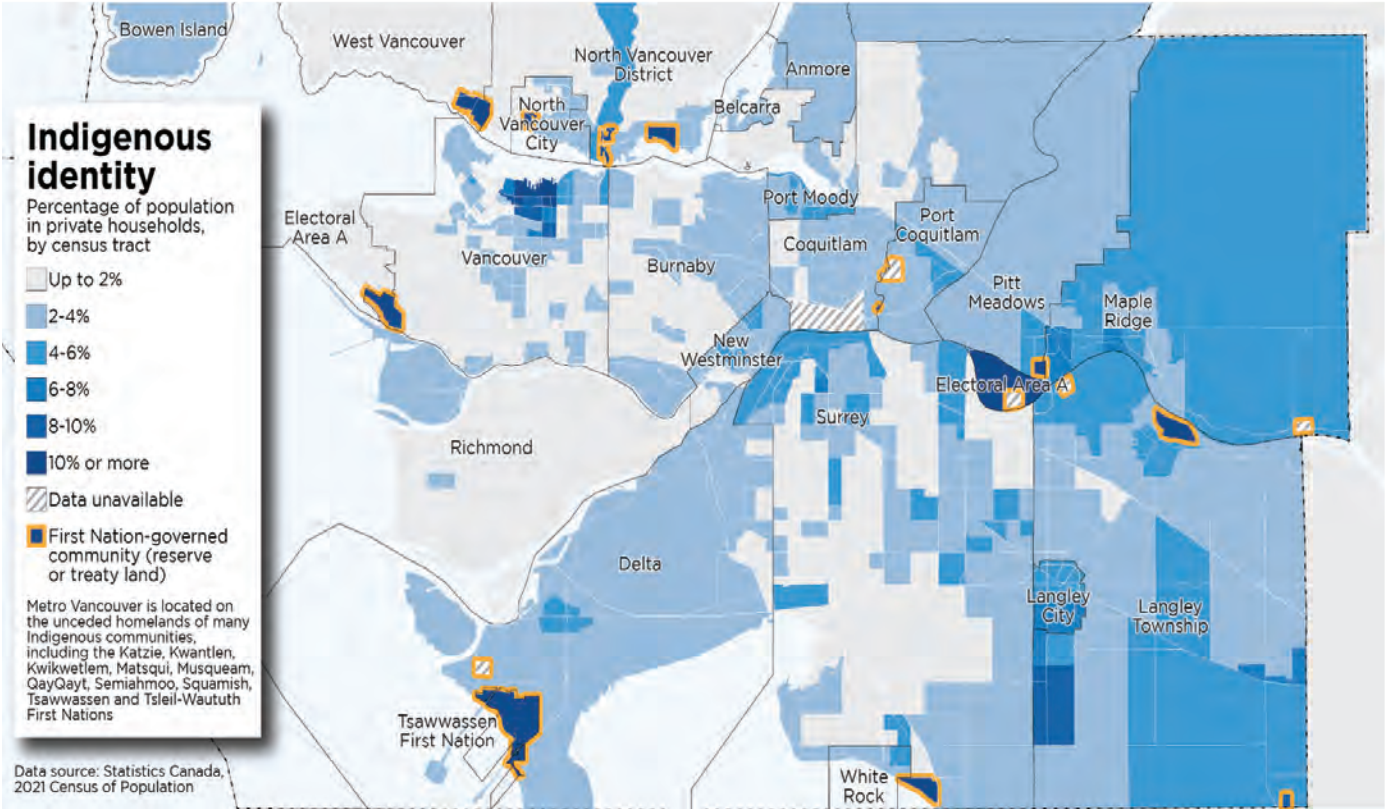 Bowen Island
West Vancouver
North Vancouver
District
Anmore
Belcarra
North
Vancouver
City
Indigenous
identity
Percentage of population
in private households,
by census tract
Up to 2%
2-4%
4-6%
6-8%
8-10%
10% or more
Data unavailable
First Nation-governed
community (reserve
or treaty land)
Metro Vancouver is located on
the unceded homelands of many
Indigenous communities,
including the Katzie, Kwantlen,
Kwikwetlem, Matsqui, Musqueam,
QayQayt, Semiahmoo, Squamish,
Tsawwassen and Tsleil-Waututh
First Nations
Data source: Statistics Canada,
2021 Census of Population
Electoral
Area A
Vancouver
Burnaby
Port Moody
Coquitlam
Port
Coquitlam
Pitt
Meadows
Maple
Ridge
New
Westminster
Electoral Area A
Surrey
Richmond
Delta
Langley
City
Langley
Township
Tsawwassen
First Nation
White
Rock